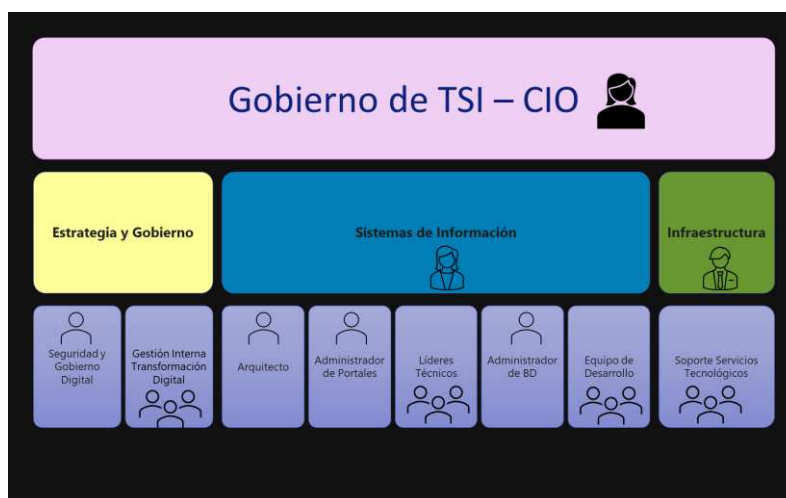 Gobierno de TSI – CIO
Estrategia y Gobierno
Sistemas de Información
Infraestructura
Seguridad y
Gobierno
Digital
Gestión Interna
Transformación
Digital
Arquitecto
Administrador
de Portales
Líderes
Técnicos
Administrador
de BD
Equipo de
Desarrollo
Soporte Servicios
Tecnológicos